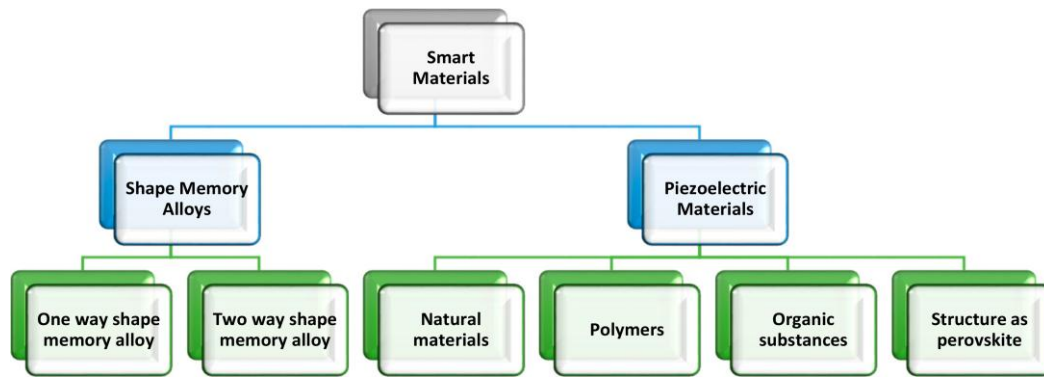 Smart
Materials
Shape Memory
Alloys
Piezoelectric
Materials
One way shape
memory alloy
Two way shape
memory alloy
Natural
materials
Polymers
Organic
substances
Structure as
perovskite